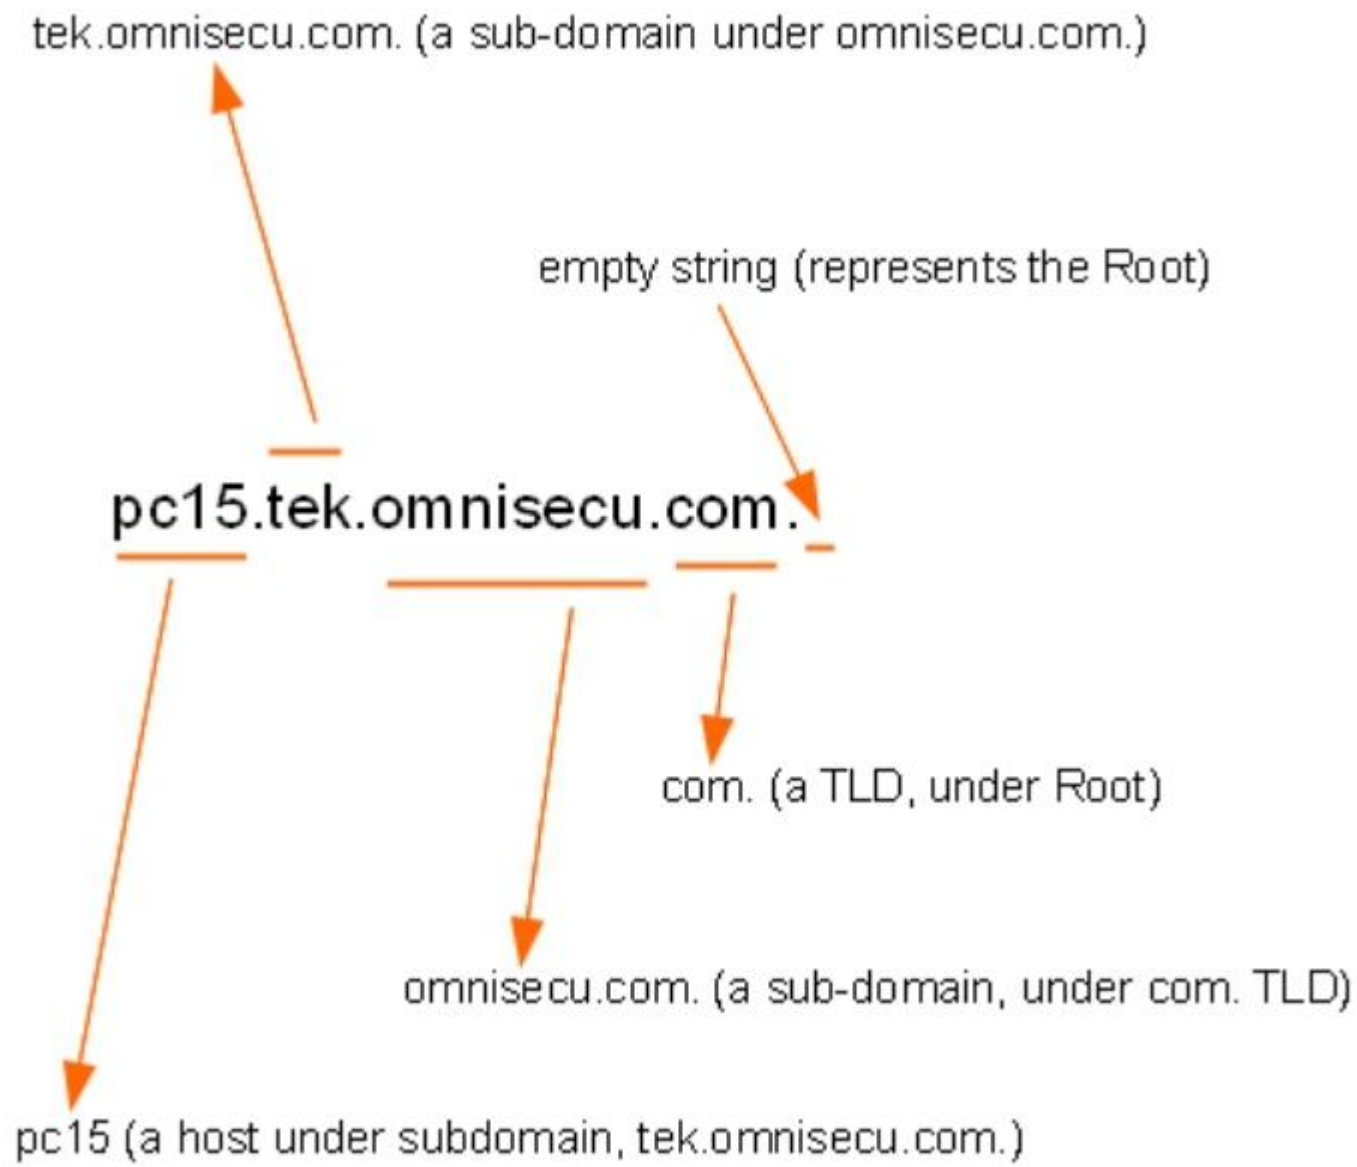 tek.omnisecu.com. (a sub-domain under omnisecu.com.)
empty string (represents the Root)
pc15.tek.omnisecu.com.
com. (a TLD, under Root)
omnisecu.com. (a sub-domain, under com. TLD)
pc15 (a host under subdomain, tek.omnisecu.com.)